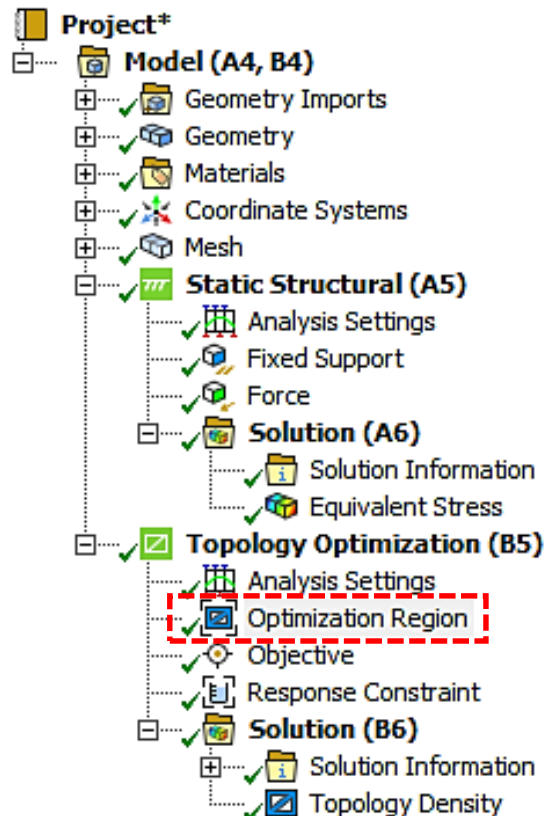 Project*
Model (A4, B4)
Geometry Imports
Geometry
Materials
Coordinate Systems
Mesh
Static Structural (A5)
Analysis Settings
Fixed Support
Force
Solution (A6)
Solution Information
Equivalent Stress
Topology Optimization (B5)
Analysis Settings
Optimization Region
Objective
Response Constraint
Solution (B6)
Solution Information
Topology Density